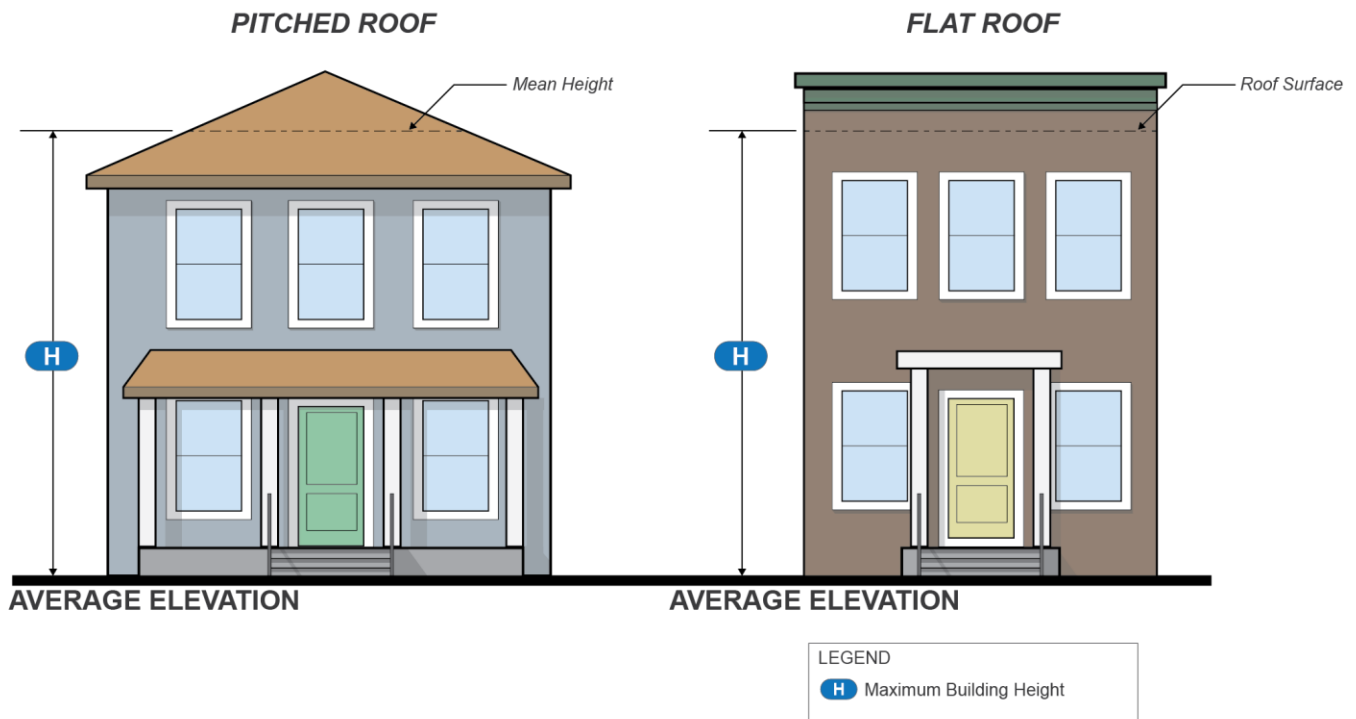 PITCHED ROOF
FLAT ROOF
Mean Height
Roof Surface
H
H
AVERAGE ELEVATION
AVERAGE ELEVATION
LEGEND
H Maximum Building Height